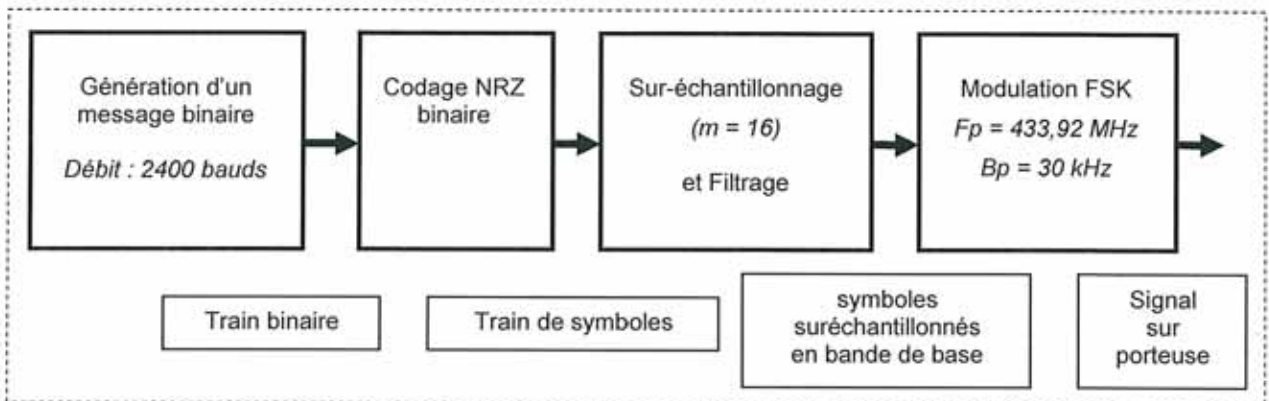 Génération d'un
message binaire
Débit : 2400 bauds
Codage NRZ
binaire
Sur-échantillonnage
(m = 16)
et Filtrage
Modulation FSK
Fp = 433,92 MHz
Bp = 30 kHz
Train binaire
Train de symboles
symboles
suréchantillonnés
en bande de base
Signal
sur
porteuse